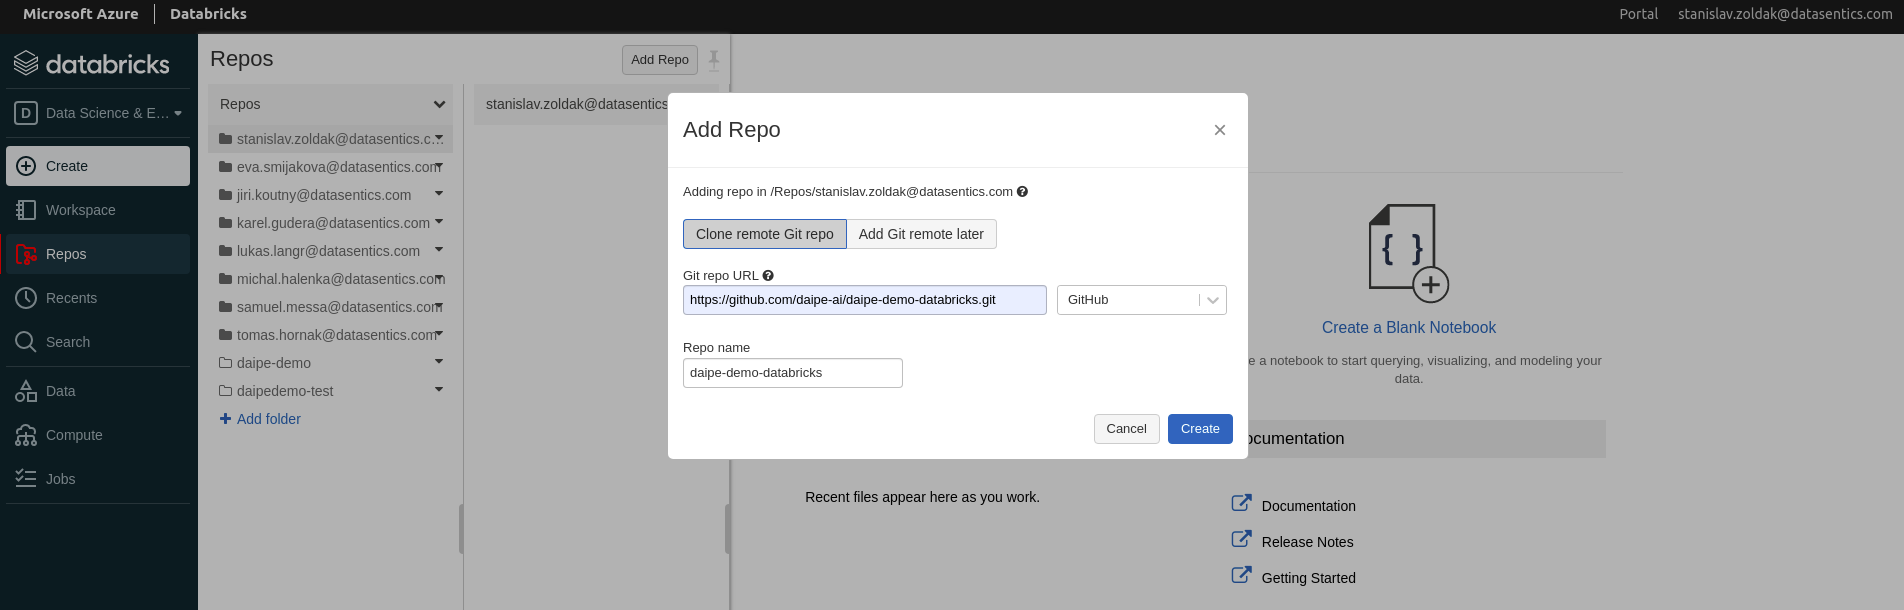 Microsoft Azure Databricks
Portal stanislav.zoldak@datasentics.com
databricks
D Data Science & E...
Create
Workspace
Repos
Recents
Search
Data
Compute
Jobs
Repos
Add Repo
Repos
stanislav.zoldak@datasentics.c...
eva.smijakova@datasentics.com
jiri.koutny@datasentics.com
karel.gudera@datasentics.com
lukas.langr@datasentics.com
michal.halenka@datasentics.com
samuel.messa@datasentics.com
tomas.hornak@datasentics.com
daipe-demo
daipedemo-test
Add folder
stanislav.zoldak@datasentics
Add Repo
Adding repo in /Repos/stanislav.zoldak@datasentics.com
Clone remote Git repo Add Git remote later
Git repo URL
https://github.com/daipe-ai/daipe-demo-databricks.git GitHub
Repo name
daipe-demo-databricks
Cancel Create
Create a Blank Notebook
e a notebook to start querying, visualizing, and modeling your
data.
ocumentation
Recent files appear here as you work.
Documentation
Release Notes
Getting Started